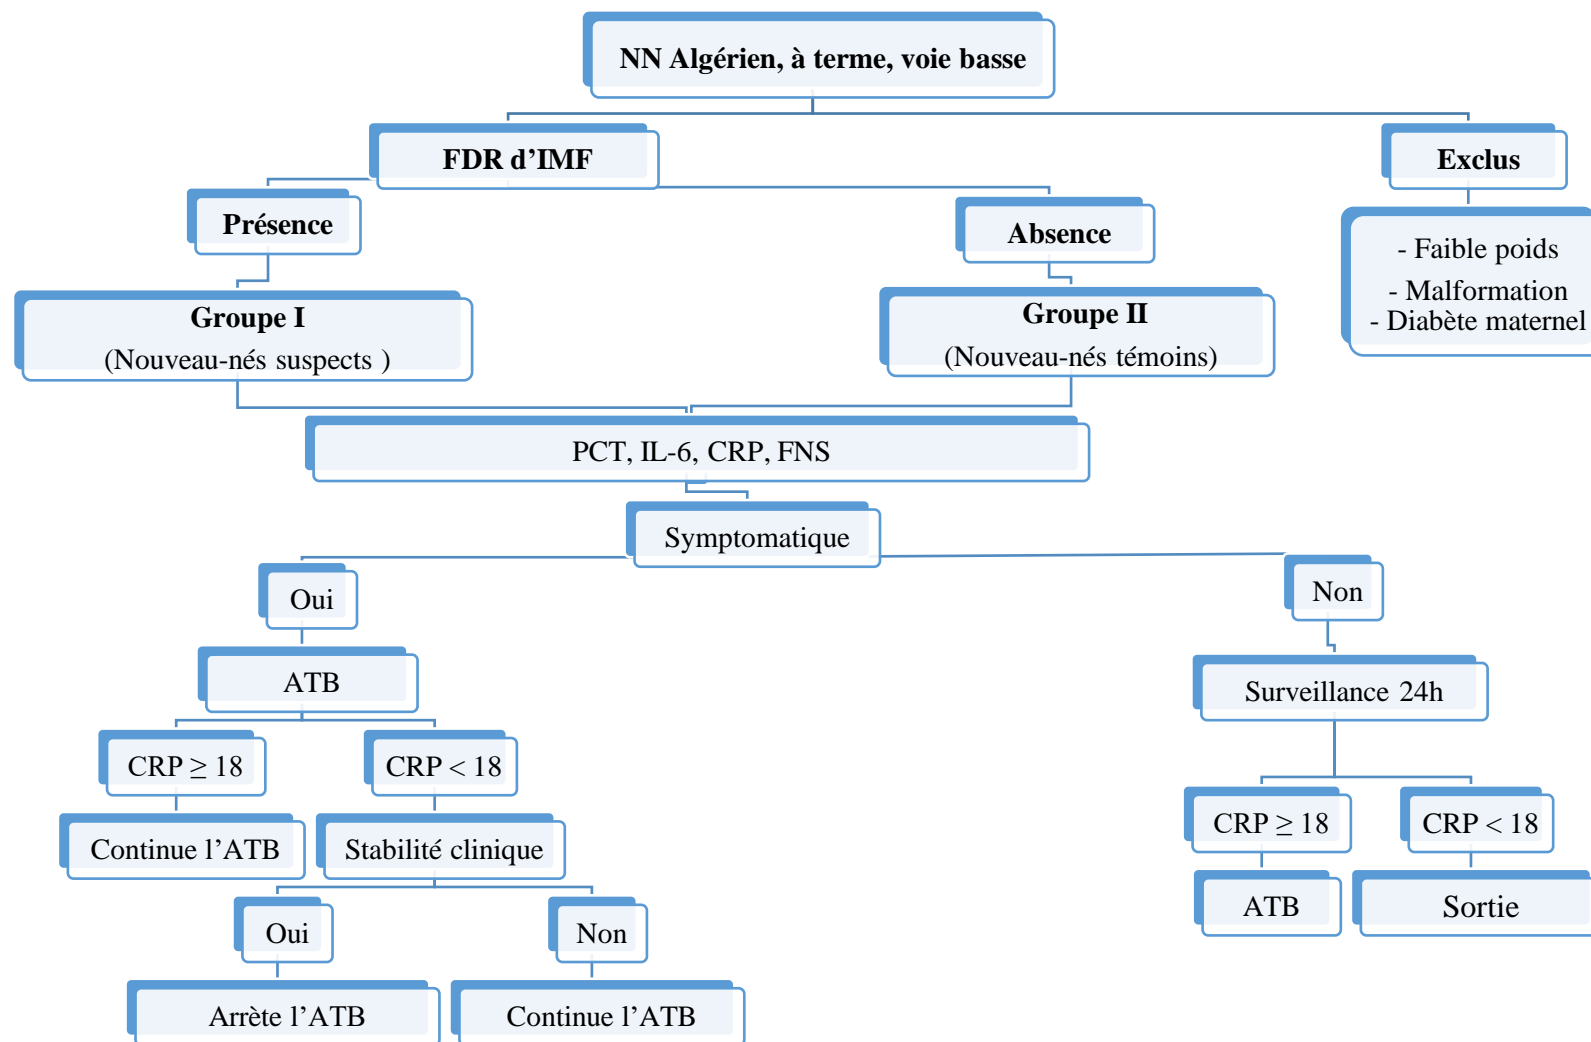 NN Algérien, à terme, voie basse
FDR d’IMF
Exclus
Présence
Absence
- Faible poids
- Malformation
- Diabète maternel
Groupe I
(Nouveau-nés suspects )
Groupe II
(Nouveau-nés témoins)
PCT, IL-6, CRP, FNS
Symptomatique
Oui
Non
ATB
Surveillance 24h
CRP ≥ 18
CRP < 18
CRP ≥ 18
CRP < 18
Continue l’ATB
Stabilité clinique
ATB
Sortie
Oui
Non
Arrète l’ATB
Continue l’ATB